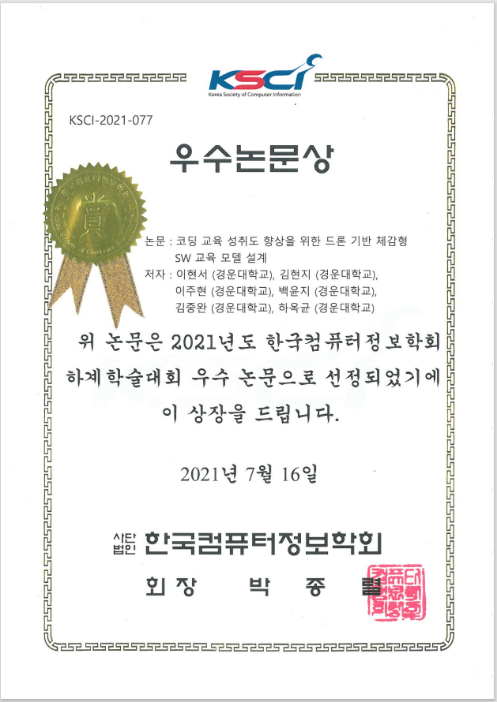 KSCI
Korea Society of Computer Information
KSCI-2021-077
우수논문상
賞
논문 : 코딩 교육 성취도 향상을 위한 드론 기반 체감형
SW 교육 모델 설계
저자 : 이현서 (경운대학교), 김현지 (경운대학교),
이주현 (경운대학교), 백윤지 (경운대학교),
김중완 (경운대학교), 하옥균 (경운대학교)
위 논문은 2021년도 한국컴퓨터정보학회
하계학술대회 우수 논문으로 선정되었기에
이 상장을 드립니다.
2021년 7월 16일
사단
법인 한국컴퓨터정보학회
회장 박 종